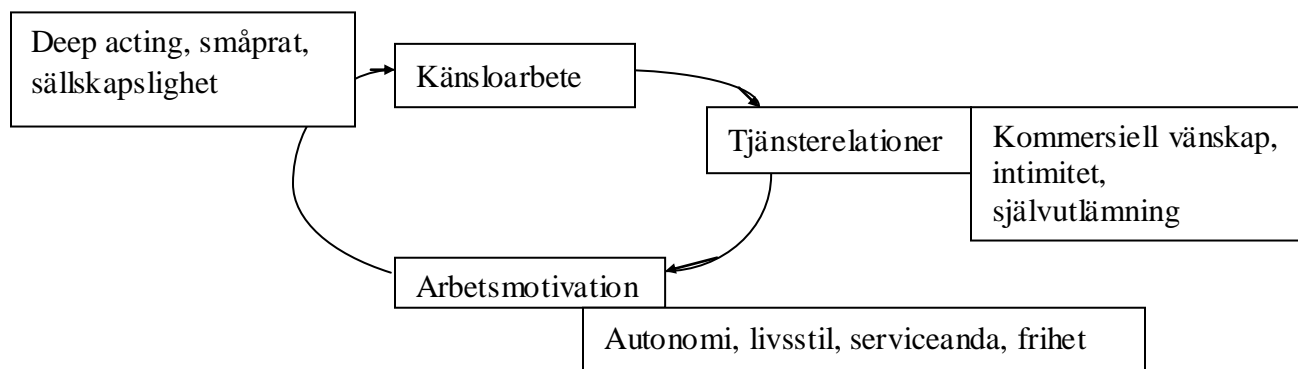 Deep acting, småprat,
sällskapslighet
Känsloarbete
Tjänsterelationer
Kommersiell vänskap,
intimitet,
självutlämning
Arbetsmotivation
Autonomi, livsstil, serviceanda, frihet